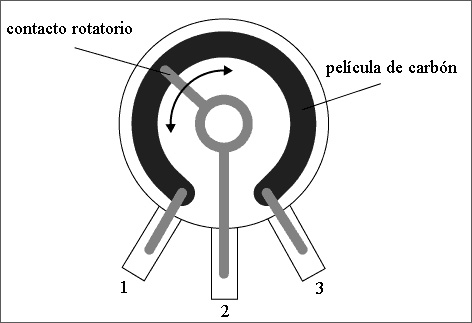 contacto rotatorio
película de carbón
1
2
3